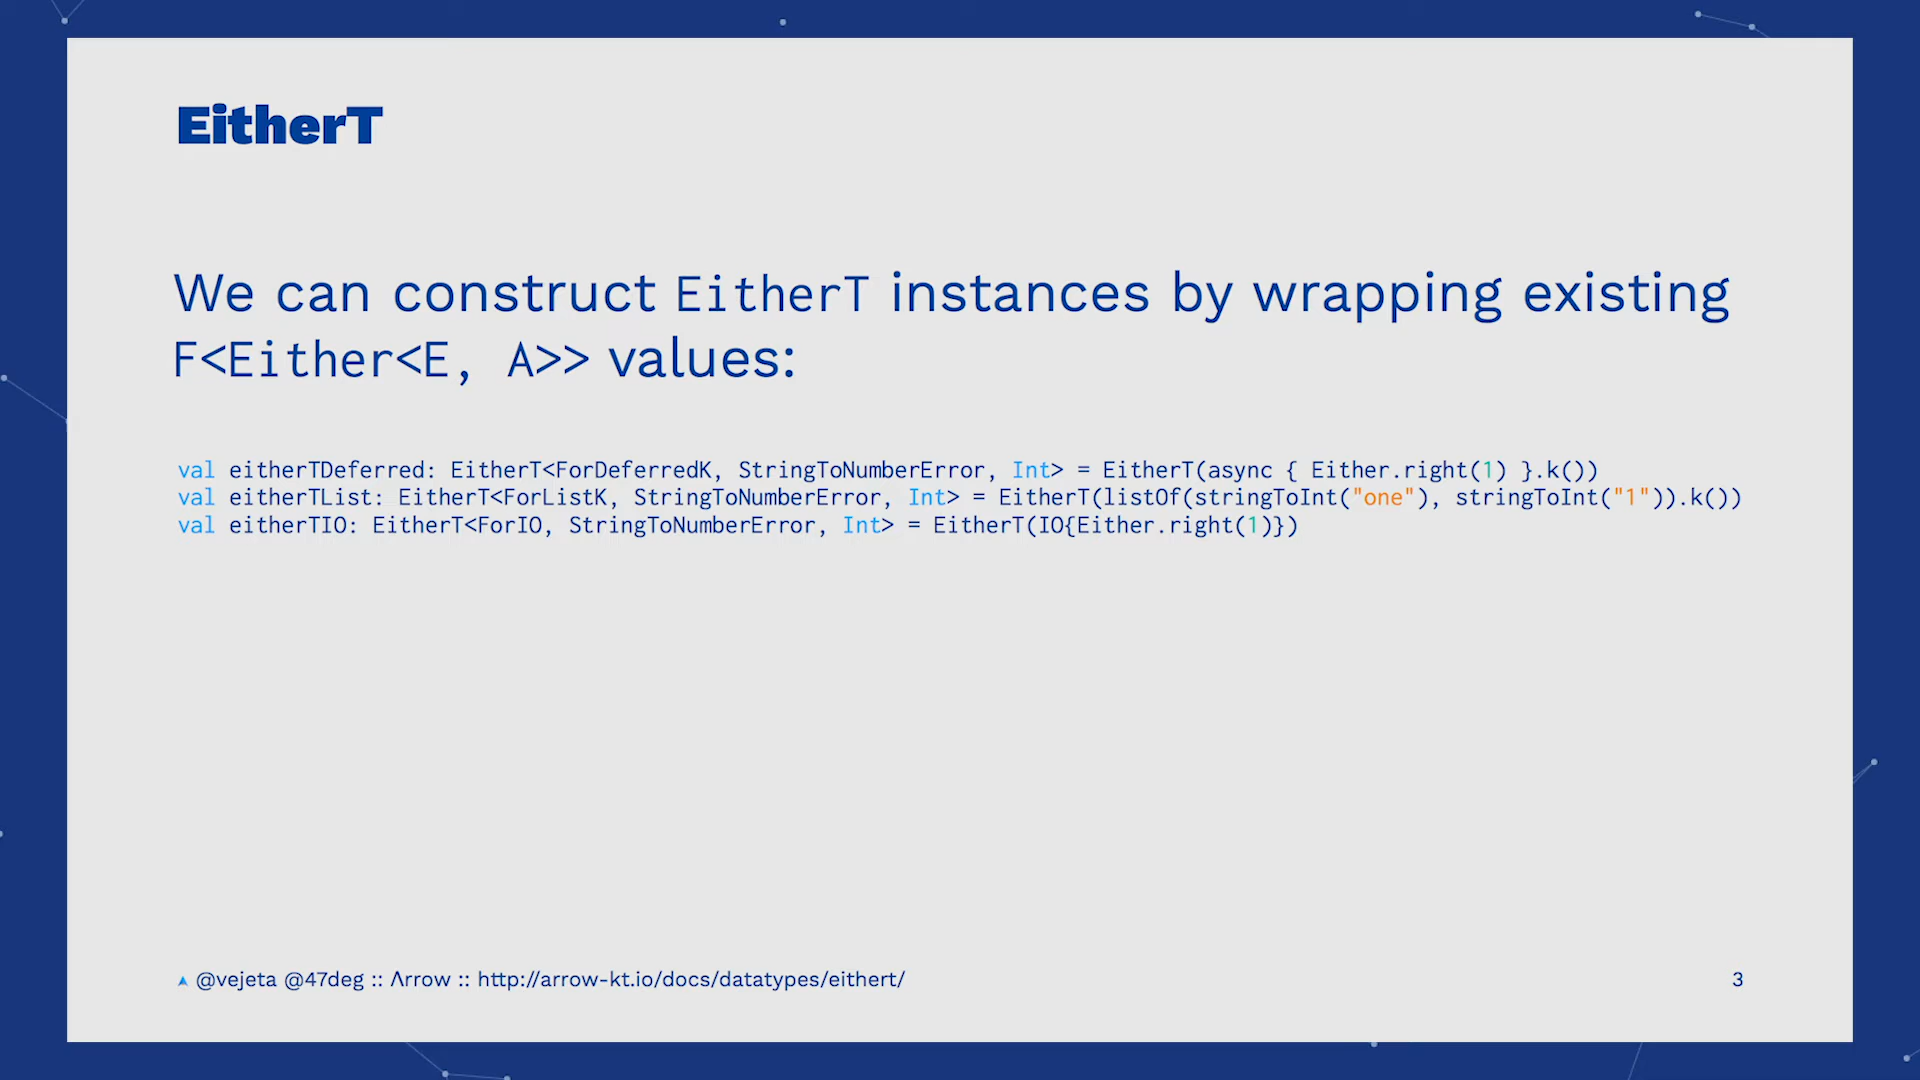 EitherT
We can construct EitherT instances by wrapping existing
F<Either<E, A>> values:
val eitherTDeferred: EitherT<ForDeferredK, StringToNumberError, Int> = EitherT(async { Either.right(1) }.k())
val eitherTList: EitherT<ForListK, StringToNumberError, Int> = EitherT(listOf(stringToInt("one"), stringToInt("1")).k())
val eitherTIO: EitherT<ForIO, StringToNumberError, Int> = EitherT(IO{Either.right(1)})
@vejeta @47deg :: Λrrow :: http://arrow-kt.io/docs/datatypes/eithert/
3